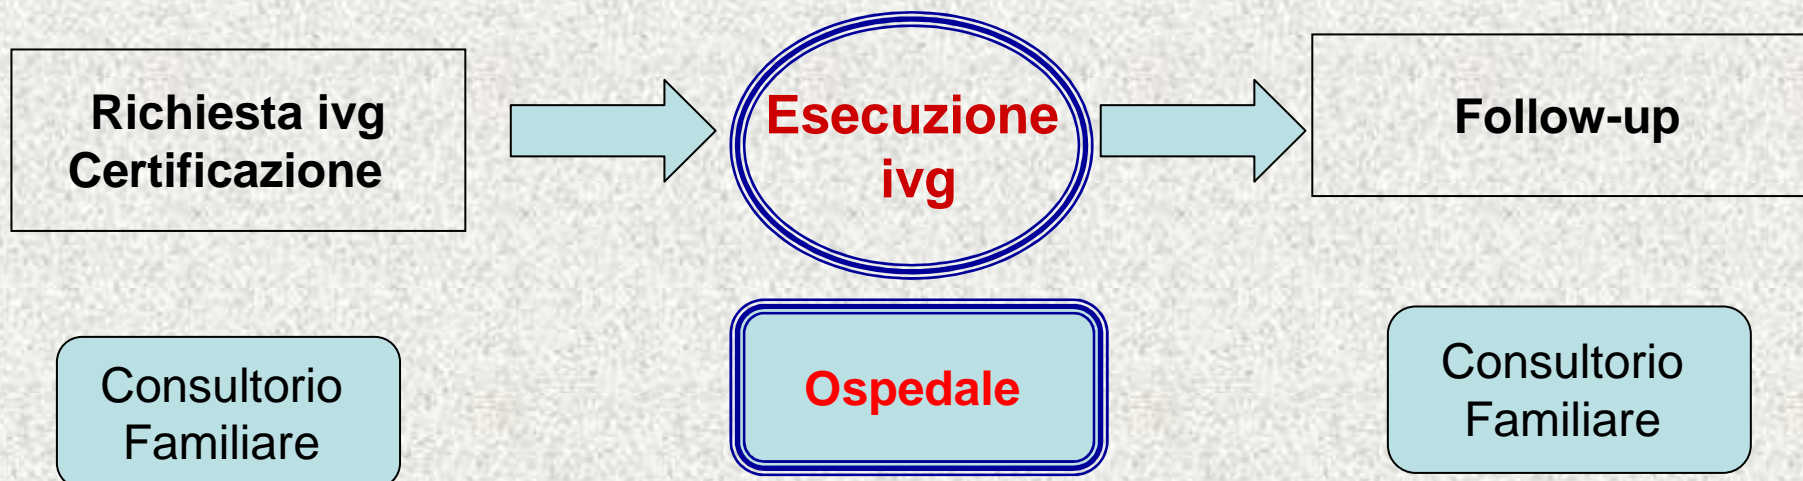 Richiesta ivg
Certificazione
Esecuzione
ivg
Follow-up
Consultorio
Familiare
Ospedale
Consultorio
Familiare